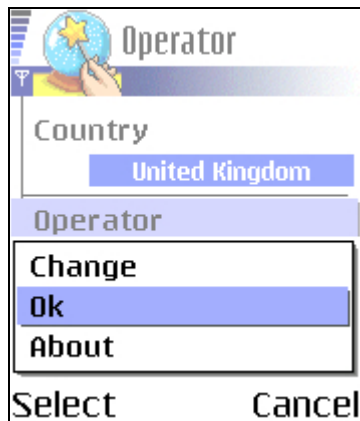 Operator
Country
United Kingdom
Operator
Change
Ok
About
Select Cancel